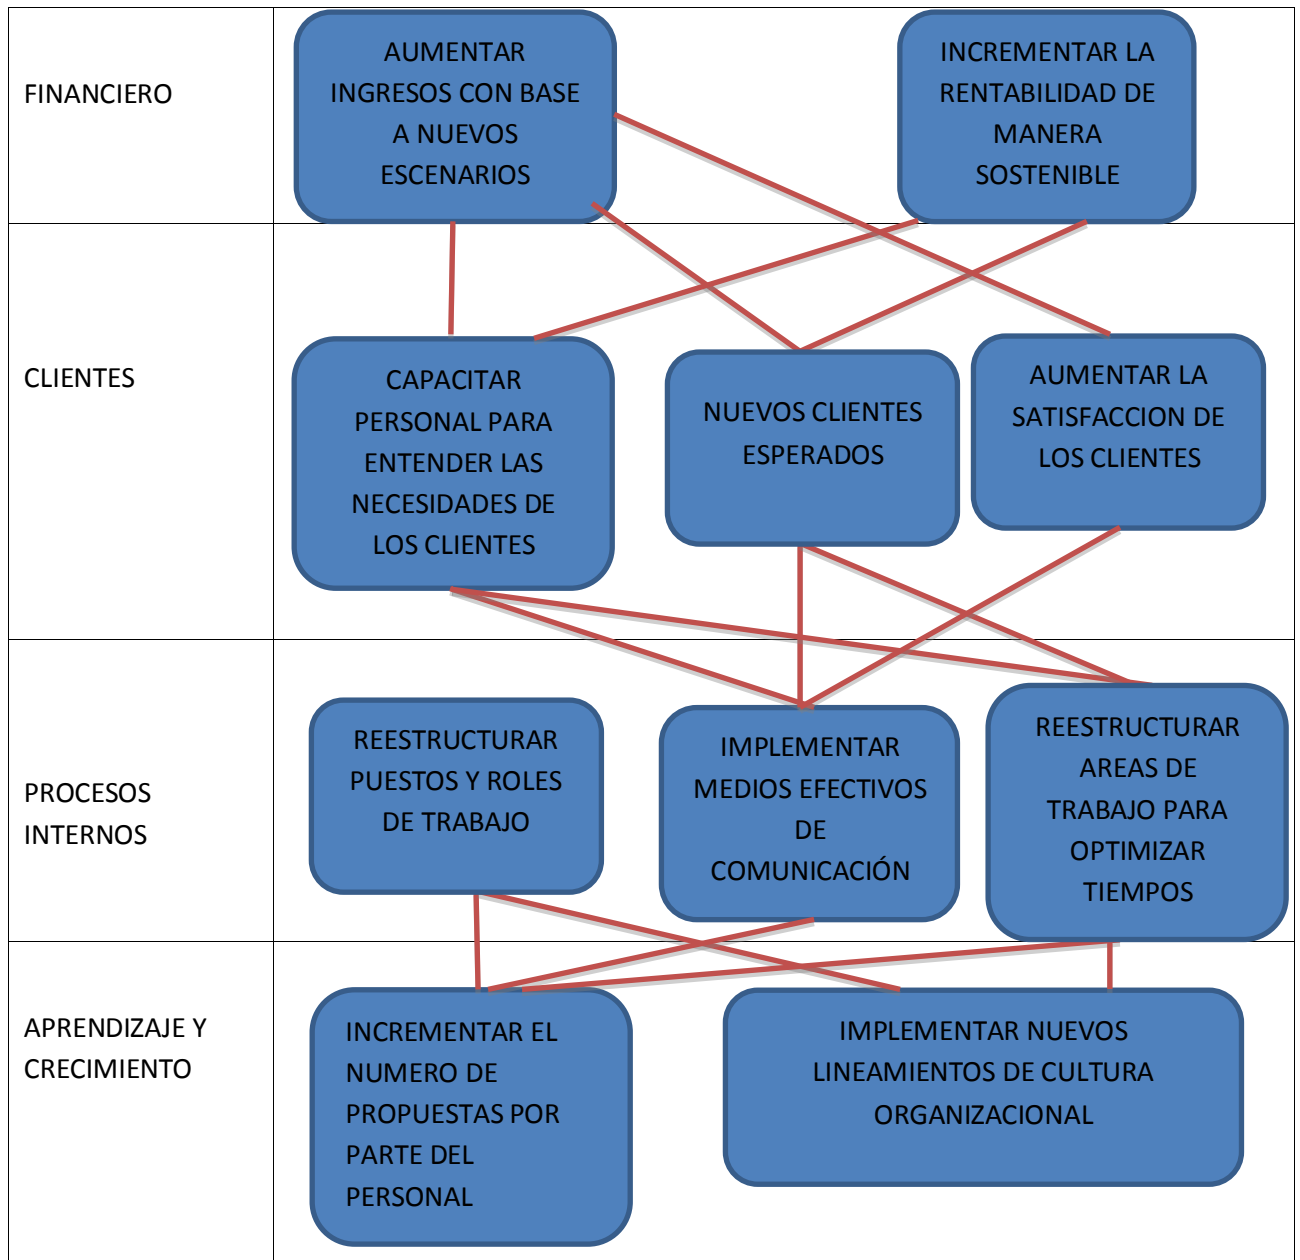 FINANCIERO
AUMENTAR
INGRESOS CON BASE
A NUEVOS
ESCENARIOS
INCREMENTAR LA
RENTABILIDAD DE
MANERA
SOSTENIBLE
CLIENTES
CAPACITAR
PERSONAL PARA
ENTENDER LAS
NECESIDADES DE
LOS CLIENTES
NUEVOS CLIENTES
ESPERADOS
AUMENTAR LA
SATISFACCION DE
LOS CLIENTES
PROCESOS
INTERNOS
REESTRUCTURAR
PUESTOS Y ROLES
DE TRABAJO
IMPLEMENTAR
MEDIOS EFECTIVOS
DE
COMUNICACIÓN
REESTRUCTURAR
AREAS DE
TRABAJO PARA
OPTIMIZAR
TIEMPOS
APRENDIZAJE Y
CRECIMIENTO
INCREMENTAR EL
NUMERO DE
PROPUESTAS POR
PARTE DEL
PERSONAL
IMPLEMENTAR NUEVOS
LINEAMIENTOS DE CULTURA
ORGANIZACIONAL